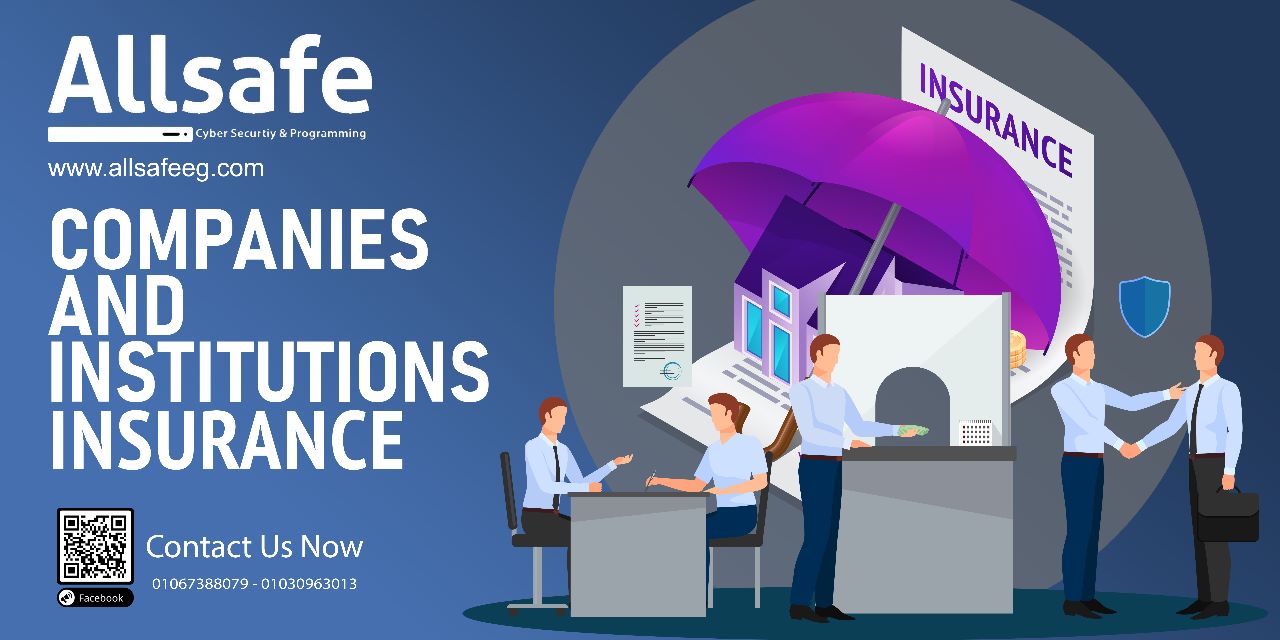 Allsafe
Cyber Securtiy & Programming
www.allsafeeg.com
COMPANIES
AND
INSTITUTIONS
INSURANCE
Contact Us Now
01067388079 - 01030963013
Facebook
INSURANCE